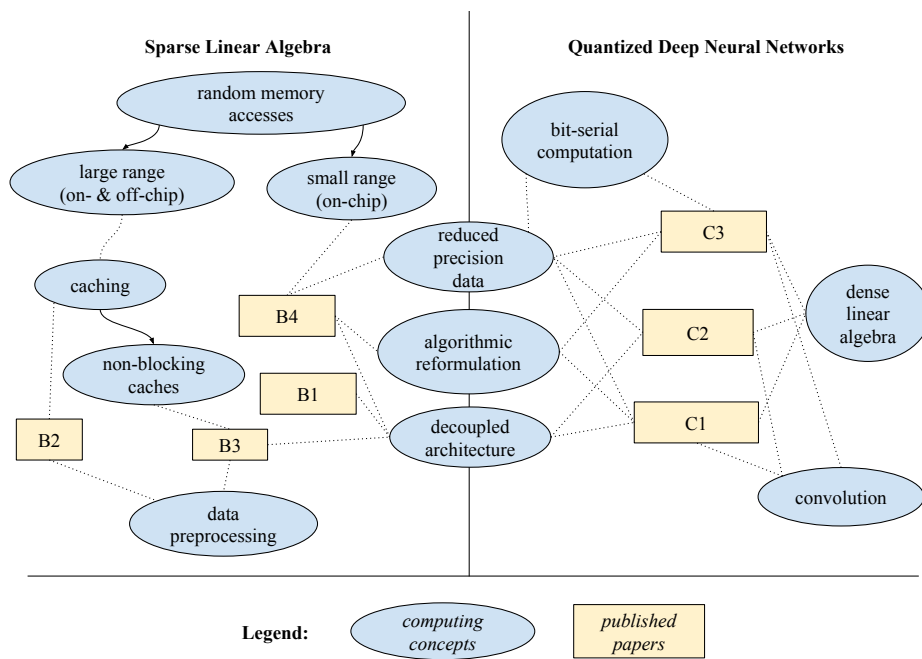 Sparse Linear Algebra
Quantized Deep Neural Networks
random memory
accesses
bit-serial
computation
large range
(on- & off-chip)
small range
(on-chip)
reduced
precision
data
C3
caching
B4
dense
linear
algebra
algorithmic
reformulation
C2
non-blocking
caches
B1
C1
B2
B3
decoupled
architecture
convolution
data
preprocessing
Legend:
computing
concepts
published
papers